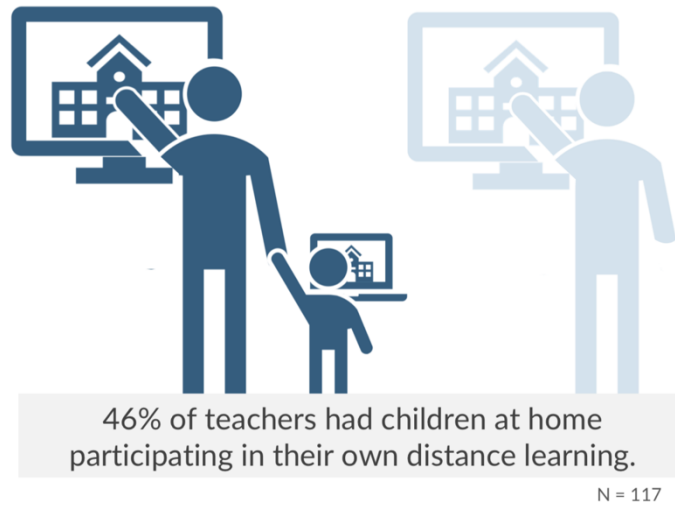 46% of teachers had children at home
participating in their own distance learning.
N = 117